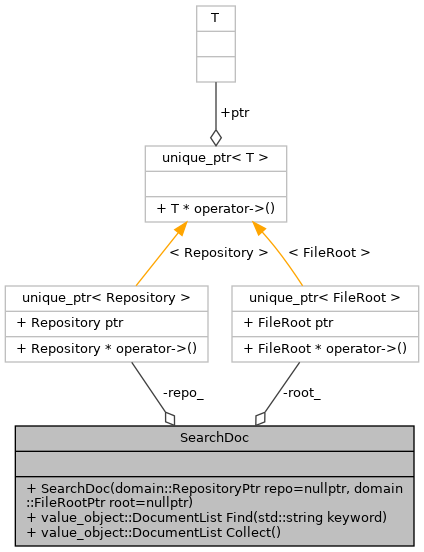 T
+ptr
unique_ptr< T >
+ T * operator->()
< Repository >
< FileRoot >
unique_ptr< Repository >
+ Repository ptr
+ Repository * operator->()
unique_ptr< FileRoot >
+ FileRoot ptr
+ FileRoot * operator->()
-repo_
-root_
SearchDoc
+ SearchDoc(domain::RepositoryPtr repo=nullptr, domain
::FileRootPtr root=nullptr)
+ value_object::DocumentList Find(std::string keyword)
+ value_object::DocumentList Collect()